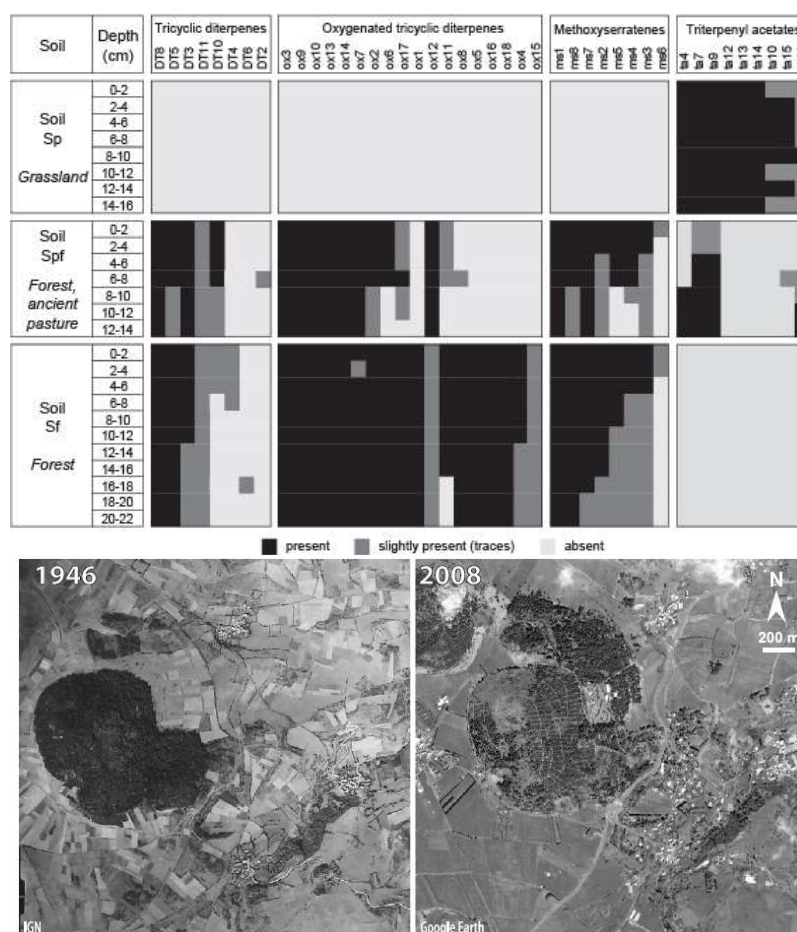 Soil
Depth
(cm)
Tricyclic diterpenes
Oxygenated tricyclic diterpenes
Methoxyserratenes
Triterpenyl acetates
DT8 DT5 DT3 DT11 DT10 DT4 DT6 DT2
ox3 ox9 ox10 ox13 ox14 ox7 ox2 ox6 ox17 ox1 ox12 ox11 ox8 ox5 ox16 ox18 ox4 ox15
ms1 ms8 ms7 ms2 ms5 ms4 ms3 ms6
ta4 ta7 ta9 ta12 ta13 ta14 ta10 ta15
Soil
Sp
Grassland
0-2
2-4
4-6
6-8
8-10
10-12
12-14
14-16
Soil
Spf
Forest,
ancient
pasture
0-2
2-4
4-6
6-8
8-10
10-12
12-14
Soil
Sf
Forest
0-2
2-4
4-6
6-8
8-10
10-12
12-14
14-16
16-18
18-20
20-22
present
slightly present (traces)
absent
1946
IGN
2008
N
200 m
Google Earth